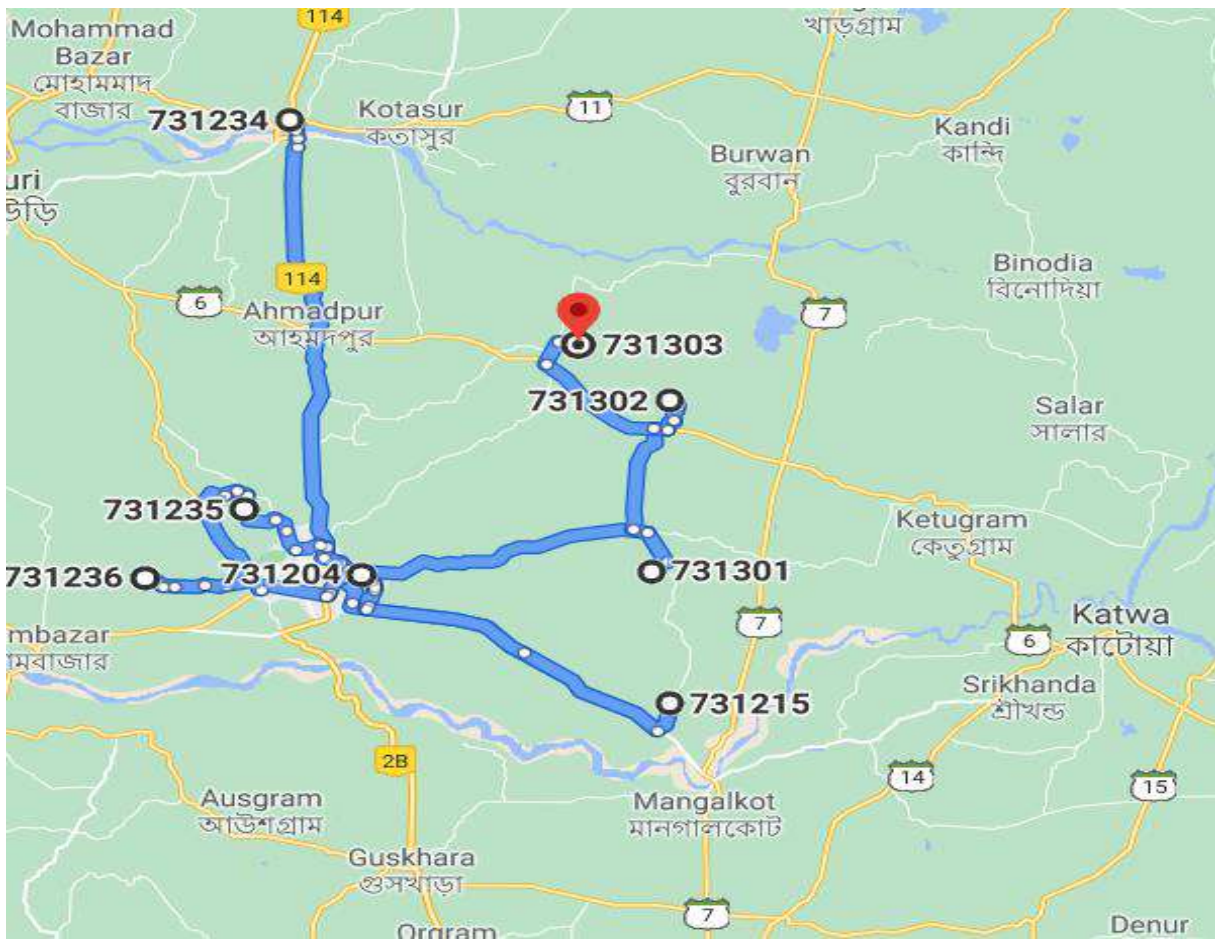 114
Mohammad
Bazar
মোহাম্মাদ
বাজার
খাড়গ্রাম
731234
Kotasur
কতাসুর
11
Kandi
কান্দি
Burwan
বুরবান
uri
উড়ি
114
6
Binodia
বিনোদিয়া
Ahmadpur
আহমদপুর
7
731303
731302
Salar
সালার
731235
Ketugram
কেতুগ্রাম
731236
731204
731301
7
Katwa
কাটোয়া
6
mbazar
মবাজার
Srikhanda
শ্রীখন্ড
731215
2B
14
15
Ausgram
আউশগ্রাম
Mangalkot
মানগালকোট
Guskhara
গুসখাড়া
7
Denur
Orgram